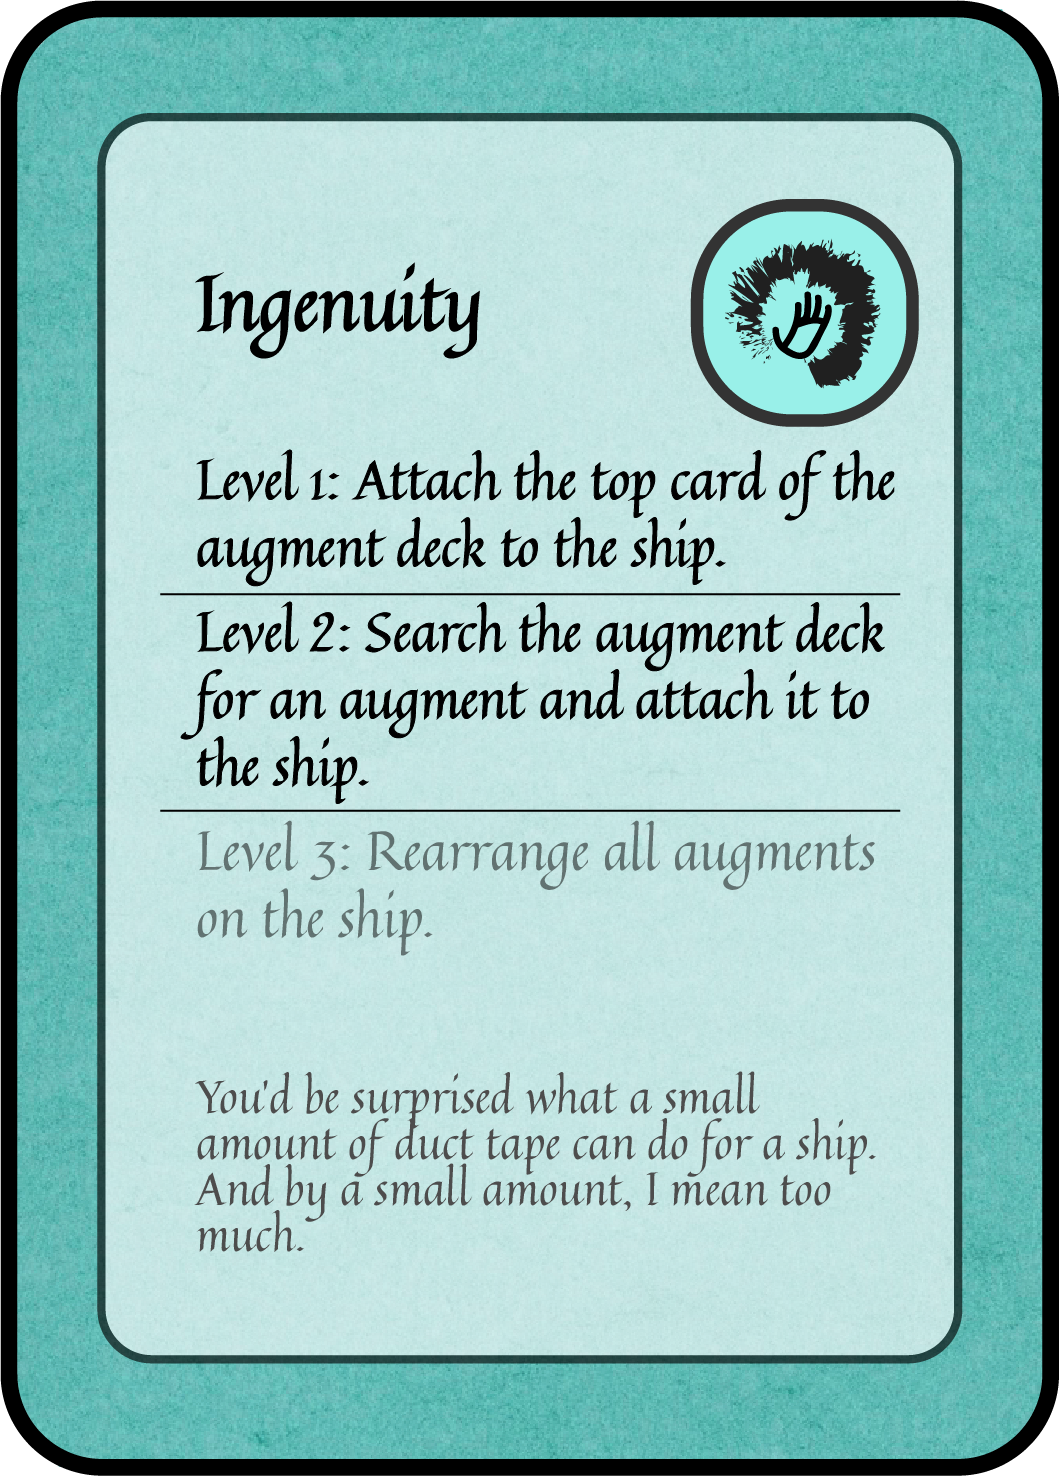 Ingenuity
Level 1: Attach the top card of the
augment deck to the ship.
Level 2: Search the augment deck
for an augment and attach it to
the ship.
Level 3: Rearrange all augments
on the ship.
You'd be surprised what a small
amount of duct tape can do for a ship.
And by a small amount, I mean too
much.